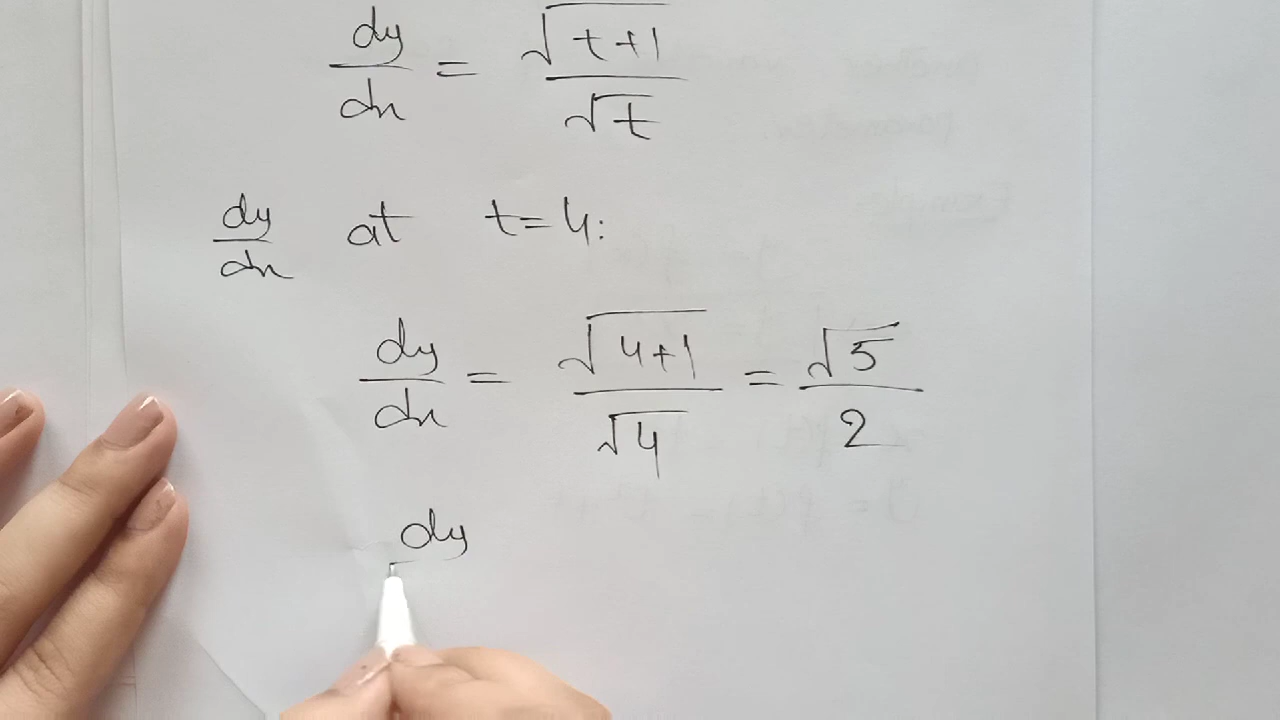 dy/dx = √(t+1)/√t
dy/dx at t=4:
dy/dx = √(4+1)/√4 = √5/2
dy